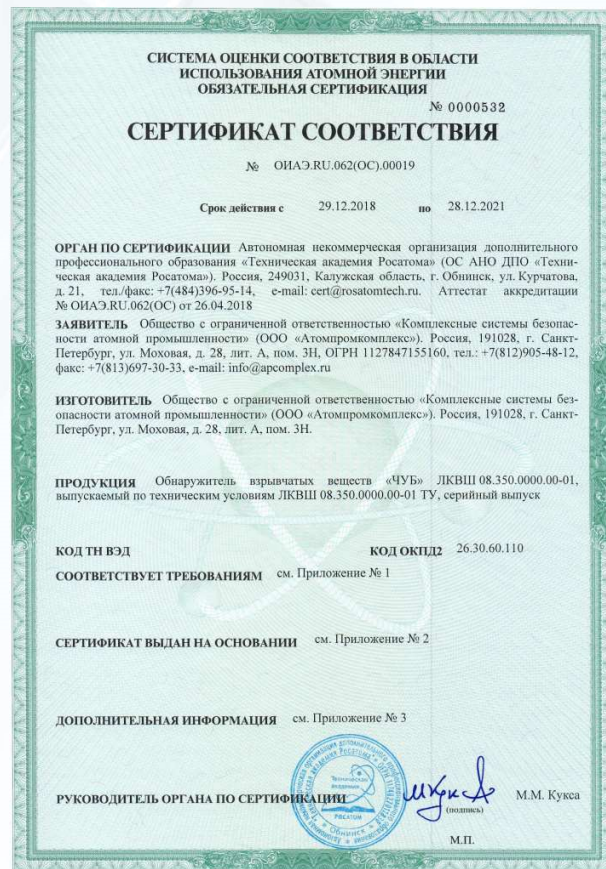 СИСТЕМА ОЦЕНКИ СООТВЕТСТВИЯ В ОБЛАСТИ
ИСПОЛЬЗОВАНИЯ АТОМНОЙ ЭНЕРГИИ
ОБЯЗАТЕЛЬНАЯ СЕРТИФИКАЦИЯ
№ 0000532
СЕРТИФИКАТ СООТВЕТСТВИЯ
№ ОИАЭ.RU.062(ОС).00019
Срок действия с 29.12.2018 по 28.12.2021
ОРГАН ПО СЕРТИФИКАЦИИ Автономная некоммерческая организация дополнительного
профессионального образования «Техническая академия Росатома» (ОС АНО ДПО «Техни-
ческая академия Росатома»). Россия, 249031, Калужская область, г. Обнинск, ул. Курчатова,
д. 21, тел./факс: +7(484)396-95-14, e-mail: cert@rosatomtech.ru. Аттестат аккредитации
№ ОИАЭ.RU.062(ОС) от 26.04.2018
ЗАЯВИТЕЛЬ Общество с ограниченной ответственностью «Комплексные системы безопас-
ности атомной промышленности» (ООО «Атомпромкомплекс»). Россия, 191028, г. Санкт-
Петербург, ул. Моховая, д. 28, лит. А, пом. 3Н, ОГРН 1127847155160, тел.: +7(812)905-48-12,
факс: +7(813)697-30-33, e-mail: info@apcomplex.ru
ИЗГОТОВИТЕЛЬ Общество с ограниченной ответственностью «Комплексные системы без-
опасности атомной промышленности» (ООО «Атомпромкомплекс»). Россия, 191028, г. Санкт-
Петербург, ул. Моховая, д. 28, лит. А, пом. 3Н.
ПРОДУКЦИЯ Обнаружитель взрывчатых веществ «ЧУБ» ЛКВШ 08.350.0000.00-01,
выпускаемый по техническим условиям ЛКВШ 08.350.0000.00-01 ТУ, серийный выпуск
КОД ТН ВЭД КОД ОКПД2 26.30.60.110
СООТВЕТСТВУЕТ ТРЕБОВАНИЯМ см. Приложение № 1
СЕРТИФИКАТ ВЫДАН НА ОСНОВАНИИ см. Приложение № 2
ДОПОЛНИТЕЛЬНАЯ ИНФОРМАЦИЯ см. Приложение № 3
Техническая
академия
РОСАТОМ
Обнинск
РУКОВОДИТЕЛЬ ОРГАНА ПО СЕРТИФИКАЦИИ М.М. Кукса
(подпись)
М.П.